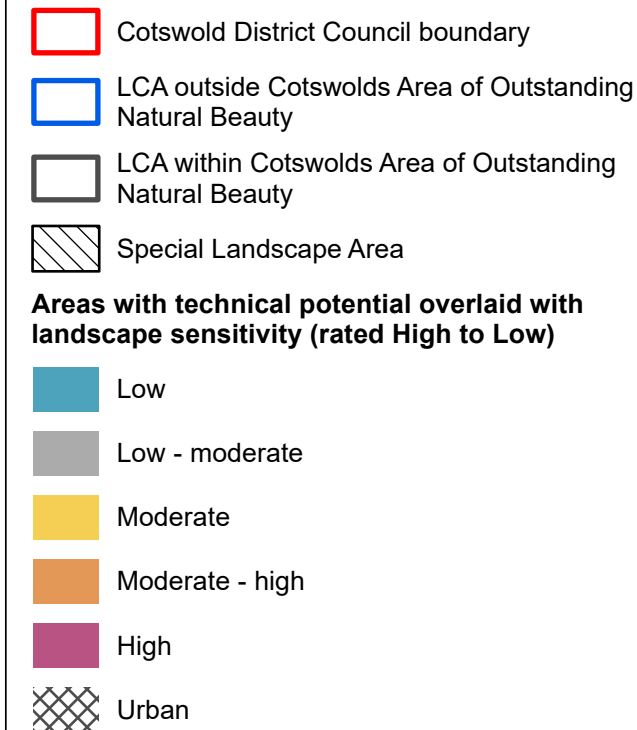 Cotswold District Council boundary
LCA outside Cotswolds Area of Outstanding
Natural Beauty
LCA within Cotswolds Area of Outstanding
Natural Beauty
Special Landscape Area
Areas with technical potential overlaid with
landscape sensitivity (rated High to Low)
Low
Low - moderate
Moderate
Moderate - high
High
Urban